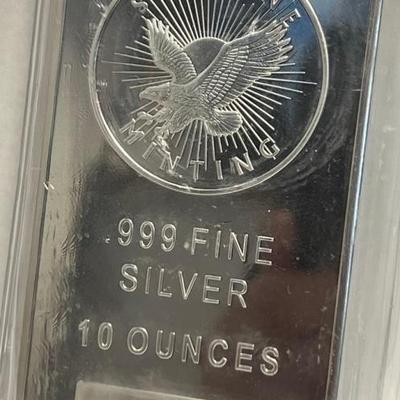 MINTING
.999 FINE
SILVER
10 OUNCES